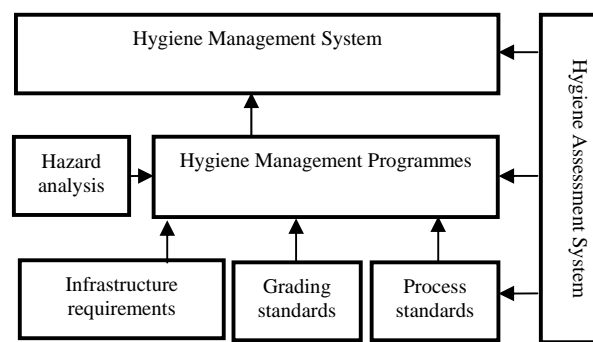 Hygiene Management System
Hygiene Assessment System
Hazard
analysis
Hygiene Management Programmes
Infrastructure
requirements
Grading
standards
Process
standards